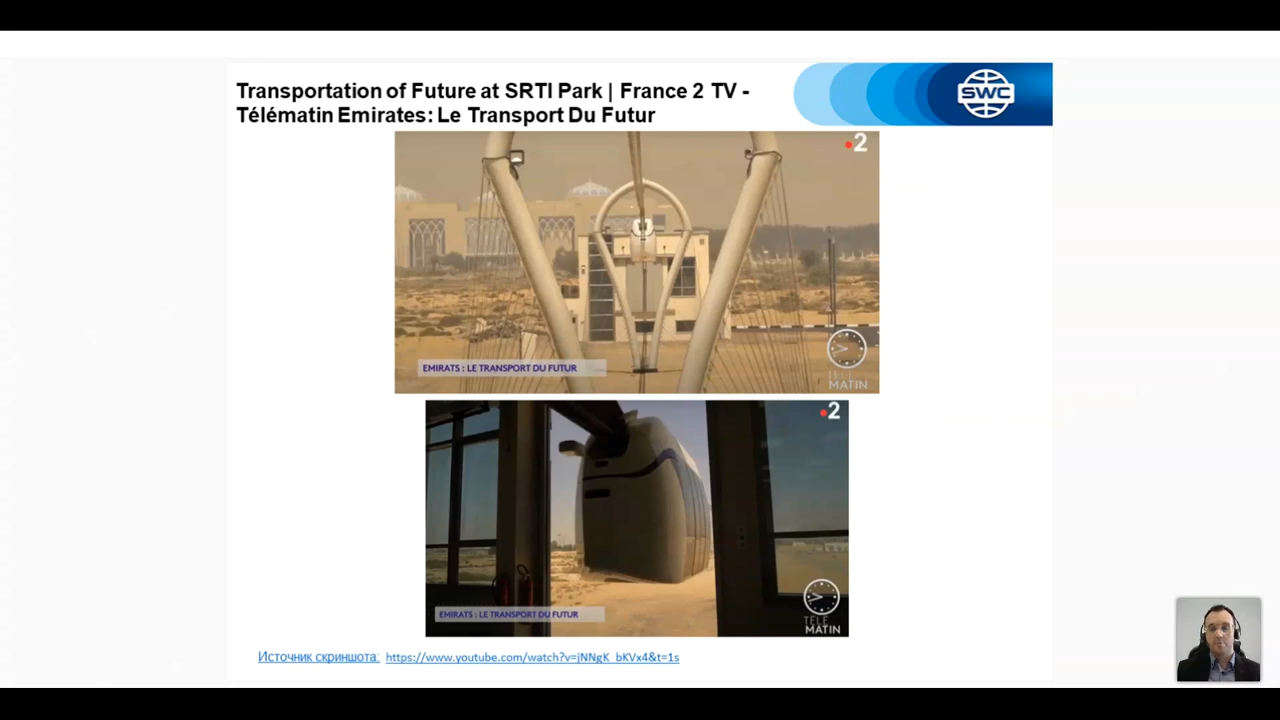 Transportation of Future at SRTI Park | France 2 TV -
Télématin Emirates: Le Transport Du Futur
SWC
2
EMIRATS : LE TRANSPORT DU FUTUR
TÉLÉ
MATIN
2
EMIRATS : LE TRANSPORT DU FUTUR
TÉLÉ
MATIN
Источник скриншота: https://www.youtube.com/watch?v=jNNgK_bKVx4&t=1s